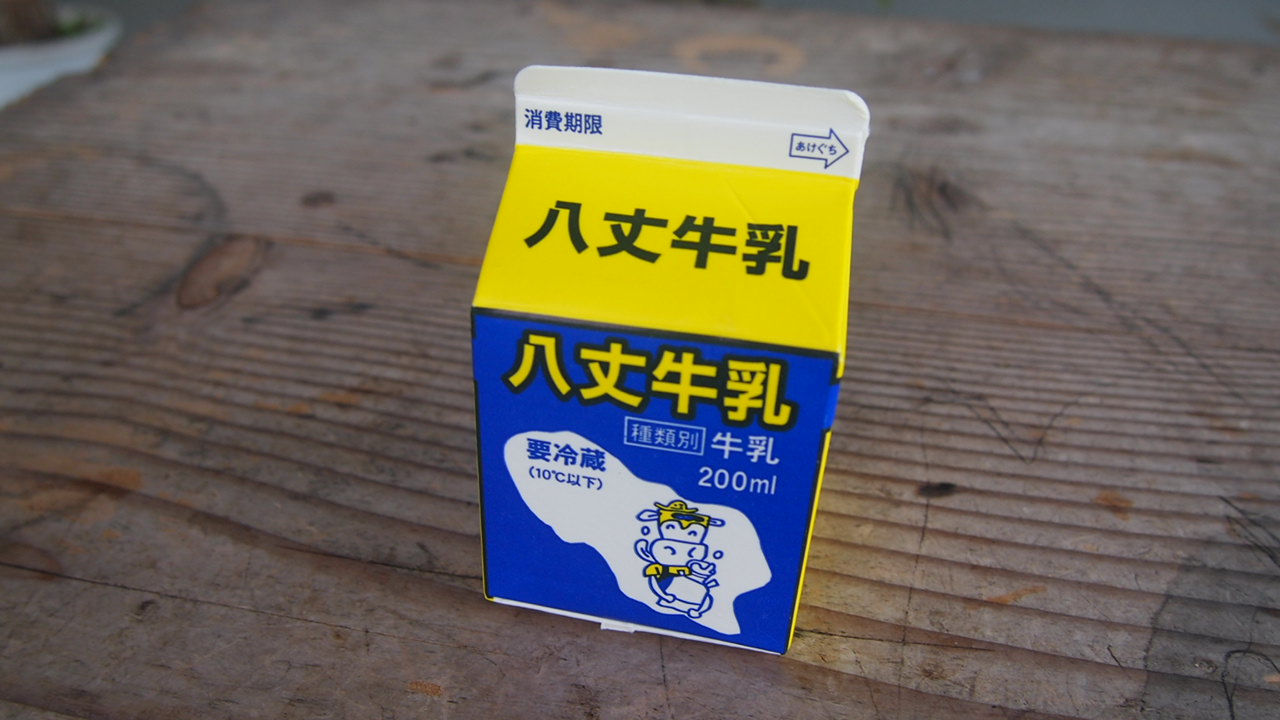 消費期限
あけぐち
八丈牛乳
八丈牛乳
種類別 牛乳
200ml
要冷蔵
(10℃以下)